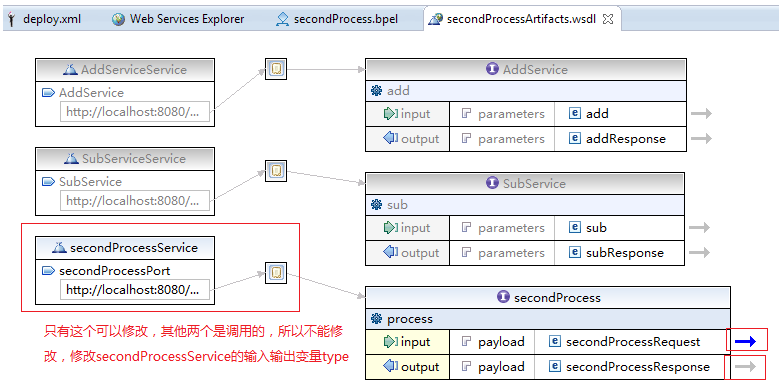 deploy.xml
Web Services Explorer
secondProcess.bpel
secondProcessArtifacts.wsdl
AddServiceService
AddService
http://localhost:8080/...
AddService
add
input parameters add
output parameters addResponse
SubServiceService
SubService
http://localhost:8080/...
SubService
sub
input parameters sub
output parameters subResponse
secondProcessService
secondProcessPort
http://localhost:8080/...
secondProcess
process
input payload secondProcessRequest
output payload secondProcessResponse
只有这个可以修改，其他两个是调用的，所以不能修
改，修改secondProcessService的输入输出变量type